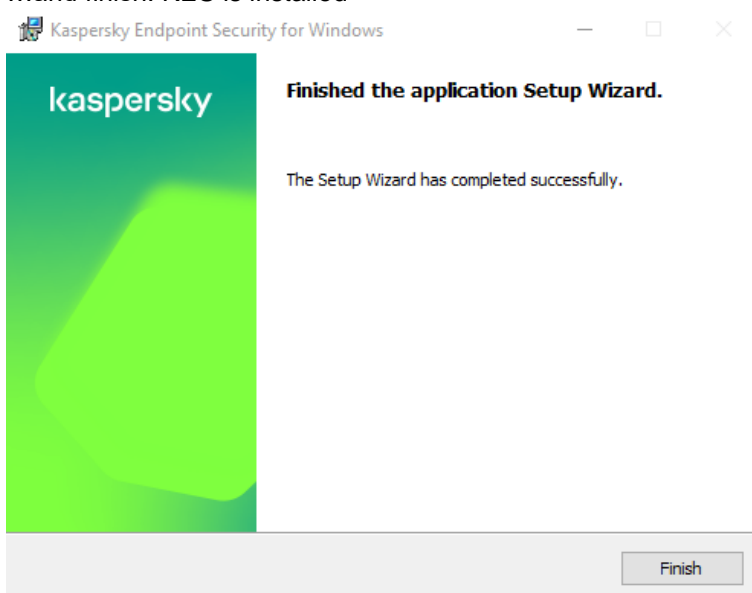 Kaspersky Endpoint Security for Windows
kaspersky
Finished the application Setup Wizard.
The Setup Wizard has completed successfully.
Finish